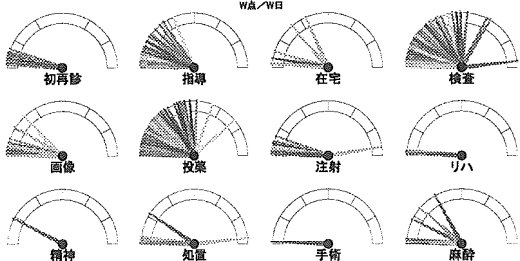 W点/W日
初再診 指導 在宅 検査
画像 投薬 注射 リハ
精神 処置 手術 麻酔